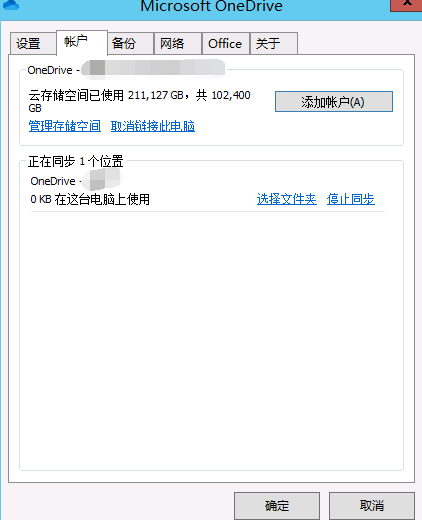 Microsoft OneDrive
设置 帐户 备份 网络 Office 关于
OneDrive -
云存储空间已使用 211,127 GB，共 102,400
GB
添加帐户(A)
管理存储空间 取消链接此电脑
正在同步 1 个位置
OneDrive -
0 KB 在这台电脑上使用 选择文件夹 停止同步
确定 取消